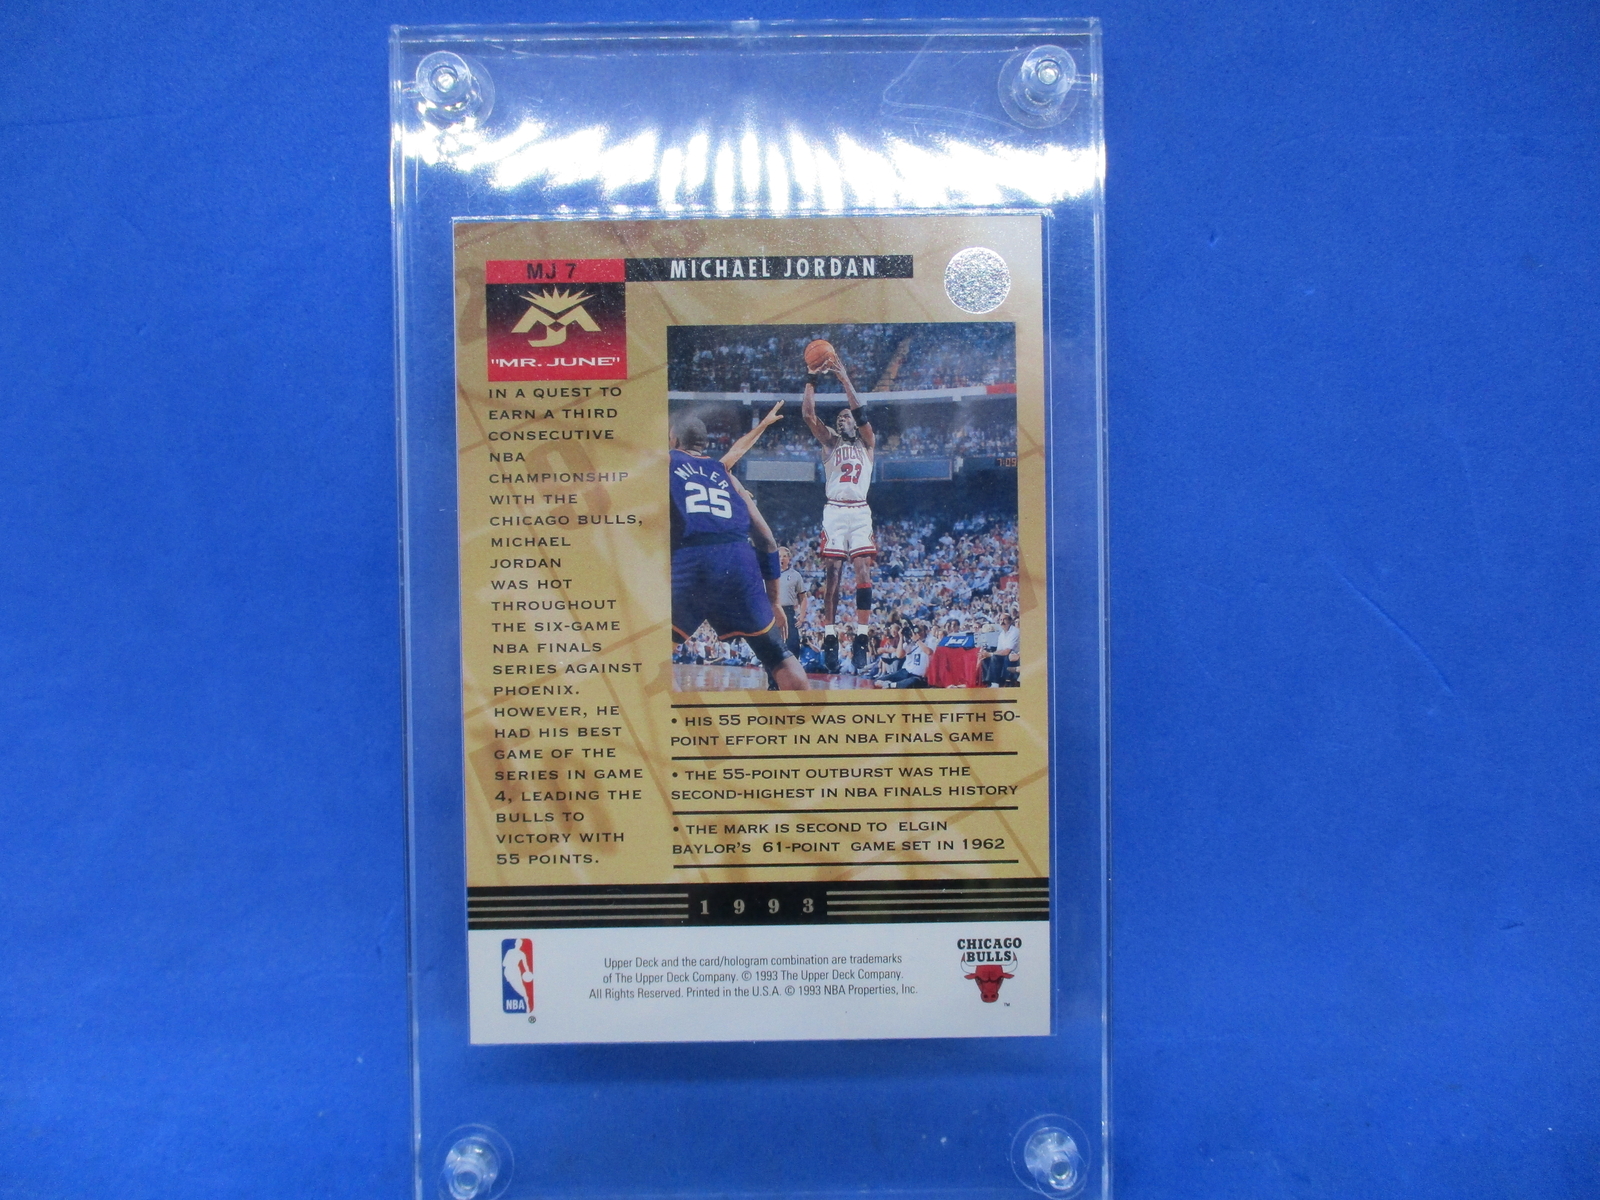 MJ 7
MICHAEL JORDAN
"MR. JUNE"
IN A QUEST TO
EARN A THIRD
CONSECUTIVE
NBA
CHAMPIONSHIP
WITH THE
CHICAGO BULLS,
MICHAEL
JORDAN
WAS HOT
THROUGHOUT
THE SIX-GAME
NBA FINALS
SERIES AGAINST
PHOENIX.
HOWEVER, HE
HAD HIS BEST
GAME OF THE
SERIES IN GAME
4, LEADING THE
BULLS TO
VICTORY WITH
55 POINTS.
MILLER
25
BULLS
23
7:05
• HIS 55 POINTS WAS ONLY THE FIFTH 50-
POINT EFFORT IN AN NBA FINALS GAME
• THE 55-POINT OUTBURST WAS THE
SECOND-HIGHEST IN NBA FINALS HISTORY
• THE MARK IS SECOND TO ELGIN
BAYLOR'S 61-POINT GAME SET IN 1962
1993
NBA
®
Upper Deck and the card/hologram combination are trademarks
of The Upper Deck Company. © 1993 The Upper Deck Company.
All Rights Reserved. Printed in the U.S.A. © 1993 NBA Properties, Inc.
CHICAGO
BULLS
™